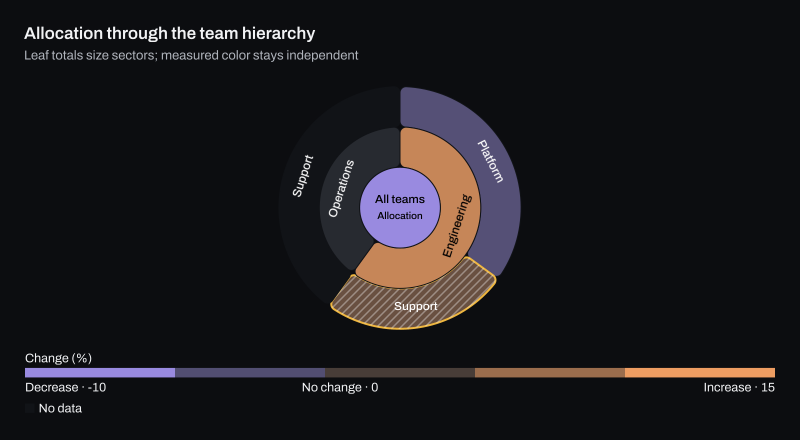 Allocation through the team hierarchy
Leaf totals size sectors; measured color stays independent
Platform
Support
Operations
All teams
Allocation
Engineering
Support
Change (%)
Decrease · -10
No change · 0
Increase · 15
No data